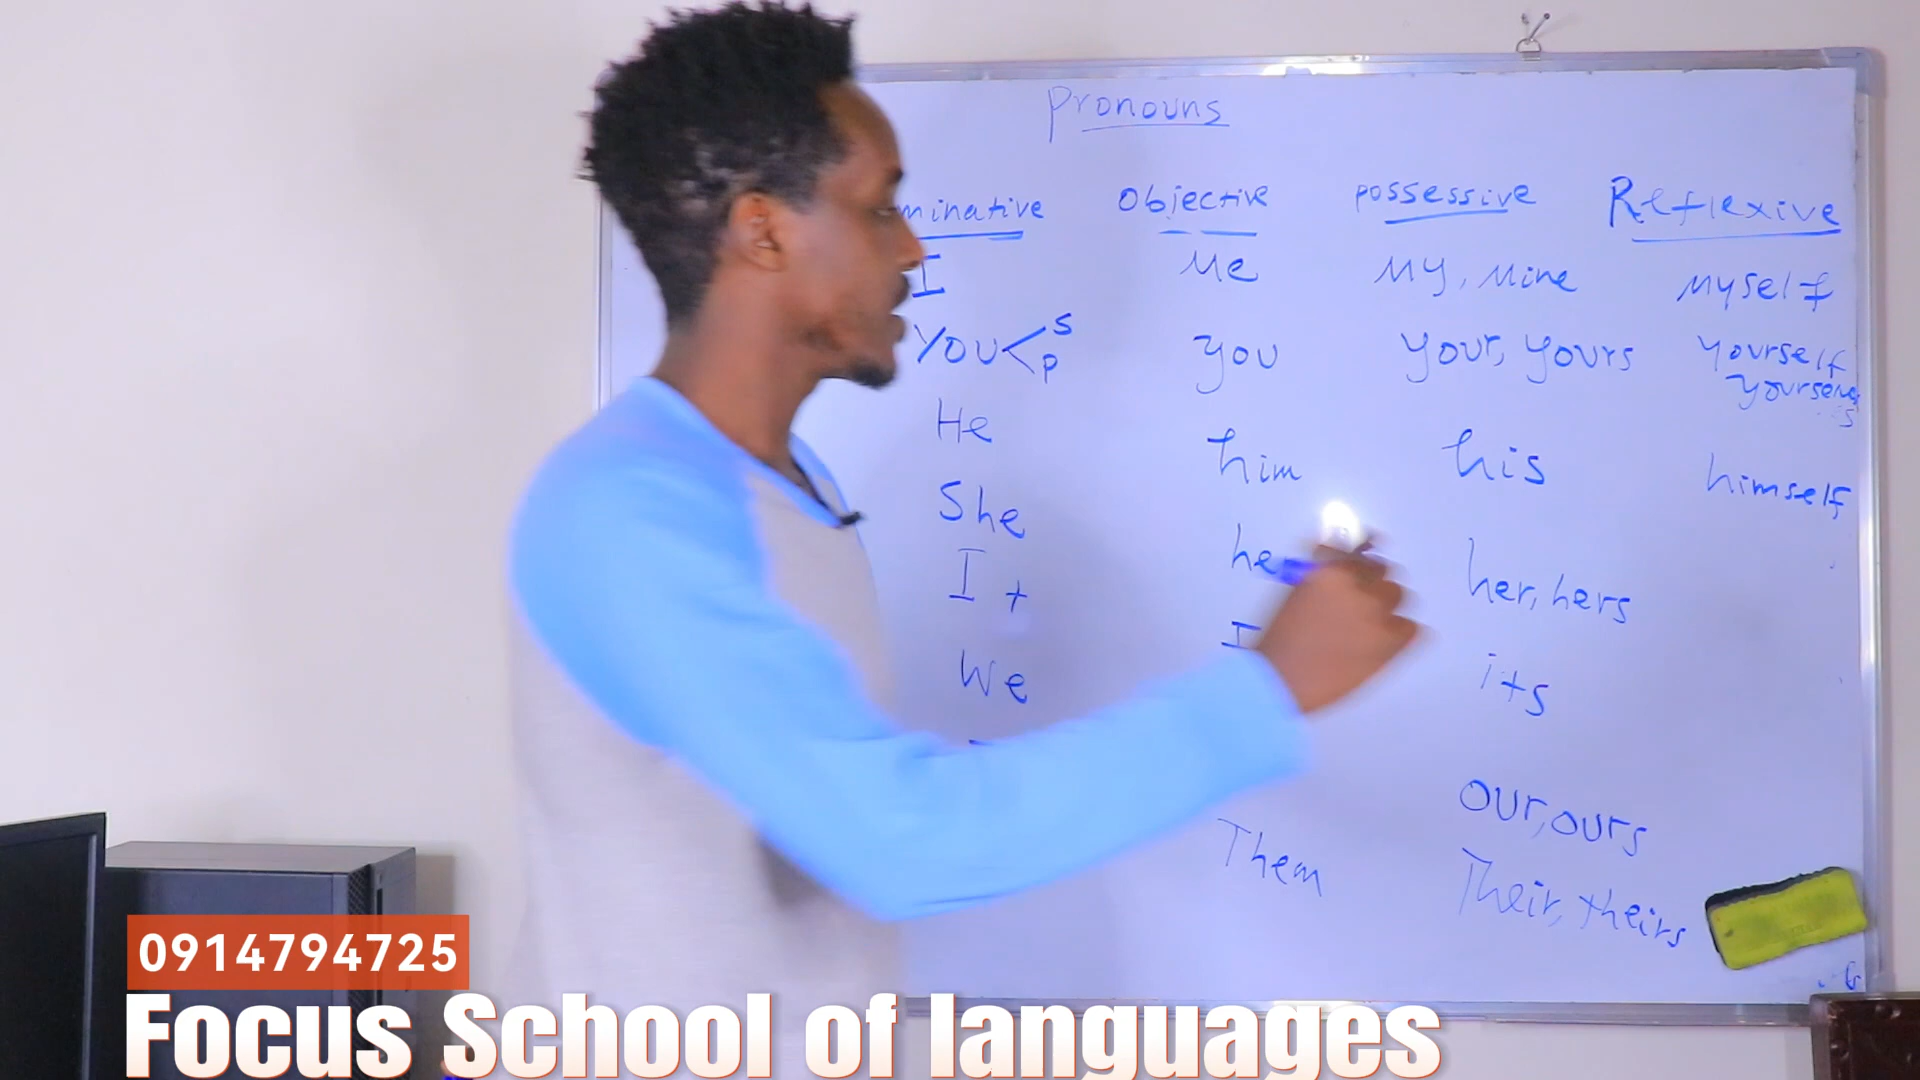 Pronouns
minative Objective possessive Reflexive
I Me My, Mine Myself
You < s p you your, yours yourself
yourselves
He him his himself
She he her, hers
It I its
We
our, ours
Them Their, theirs
0914794725
Focus School of languages